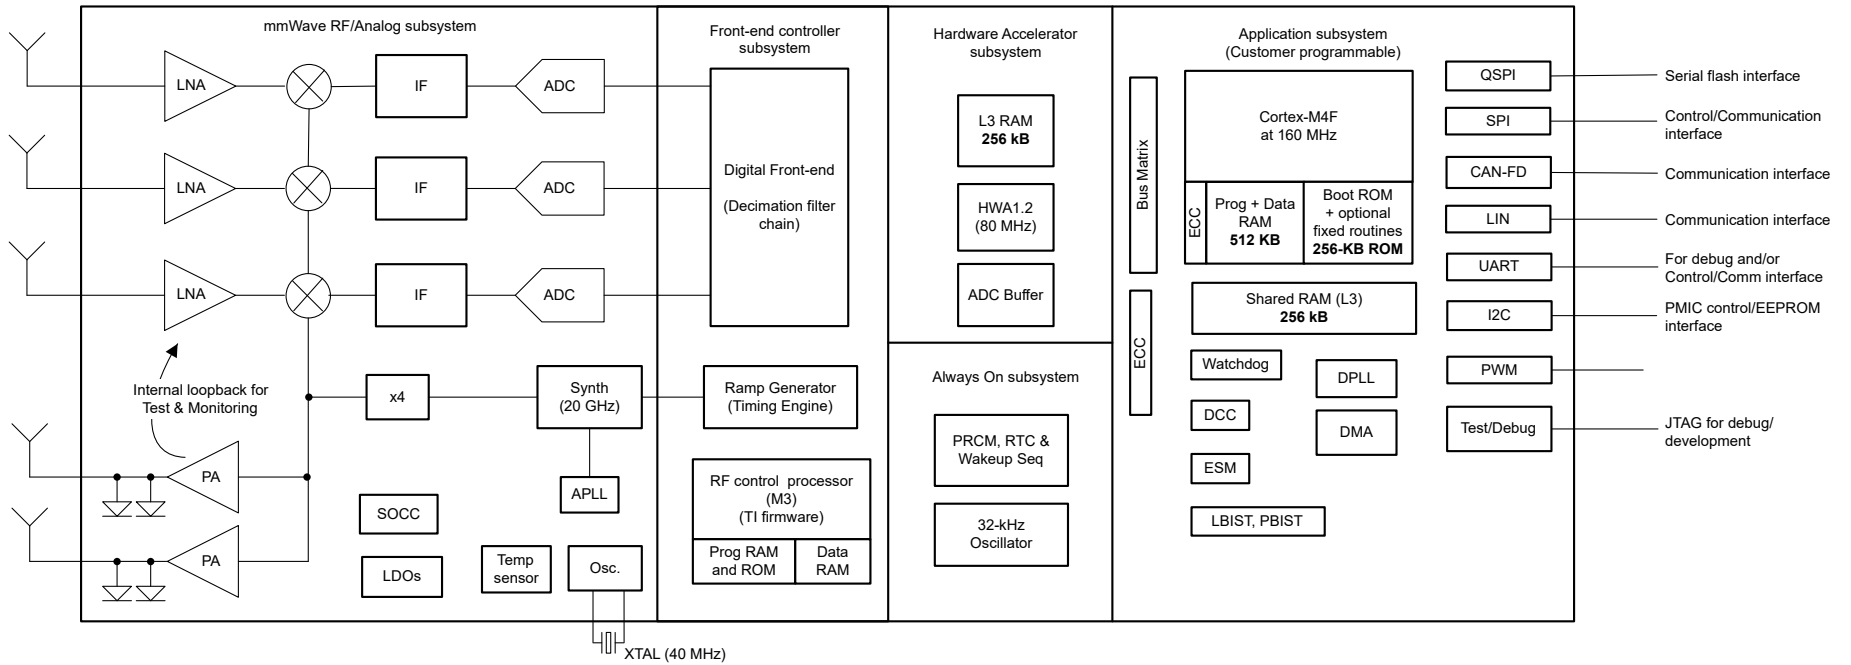 mmWave RF/Analog subsystem
LNA
IF
ADC
LNA
IF
ADC
LNA
IF
ADC
Internal loopback for
Test & Monitoring
x4
Synth
(20 GHz)
PA
APLL
SOCC
PA
LDOs
Temp
sensor
Osc.
XTAL (40 MHz)
Front-end controller
subsystem
Digital Front-end
(Decimation filter
chain)
Ramp Generator
(Timing Engine)
RF control processor
(M3)
(TI firmware)
Prog RAM
and ROM
Data
RAM
Hardware Accelerator
subsystem
L3 RAM
256 kB
HWA1.2
(80 MHz)
ADC Buffer
Always On subsystem
PRCM, RTC &
Wakeup Seq
32-kHz
Oscillator
Application subsystem
(Customer programmable)
Bus Matrix
Cortex-M4F
at 160 MHz
ECC
Prog + Data
RAM
512 KB
Boot ROM
+ optional
fixed routines
256-KB ROM
ECC
Shared RAM (L3)
256 kB
Watchdog
DPLL
DCC
DMA
ESM
LBIST, PBIST
QSPI
Serial flash interface
SPI
Control/Communication
interface
CAN-FD
Communication interface
LIN
Communication interface
UART
For debug and/or
Control/Comm interface
I2C
PMIC control/EEPROM
interface
PWM
Test/Debug
JTAG for debug/
development